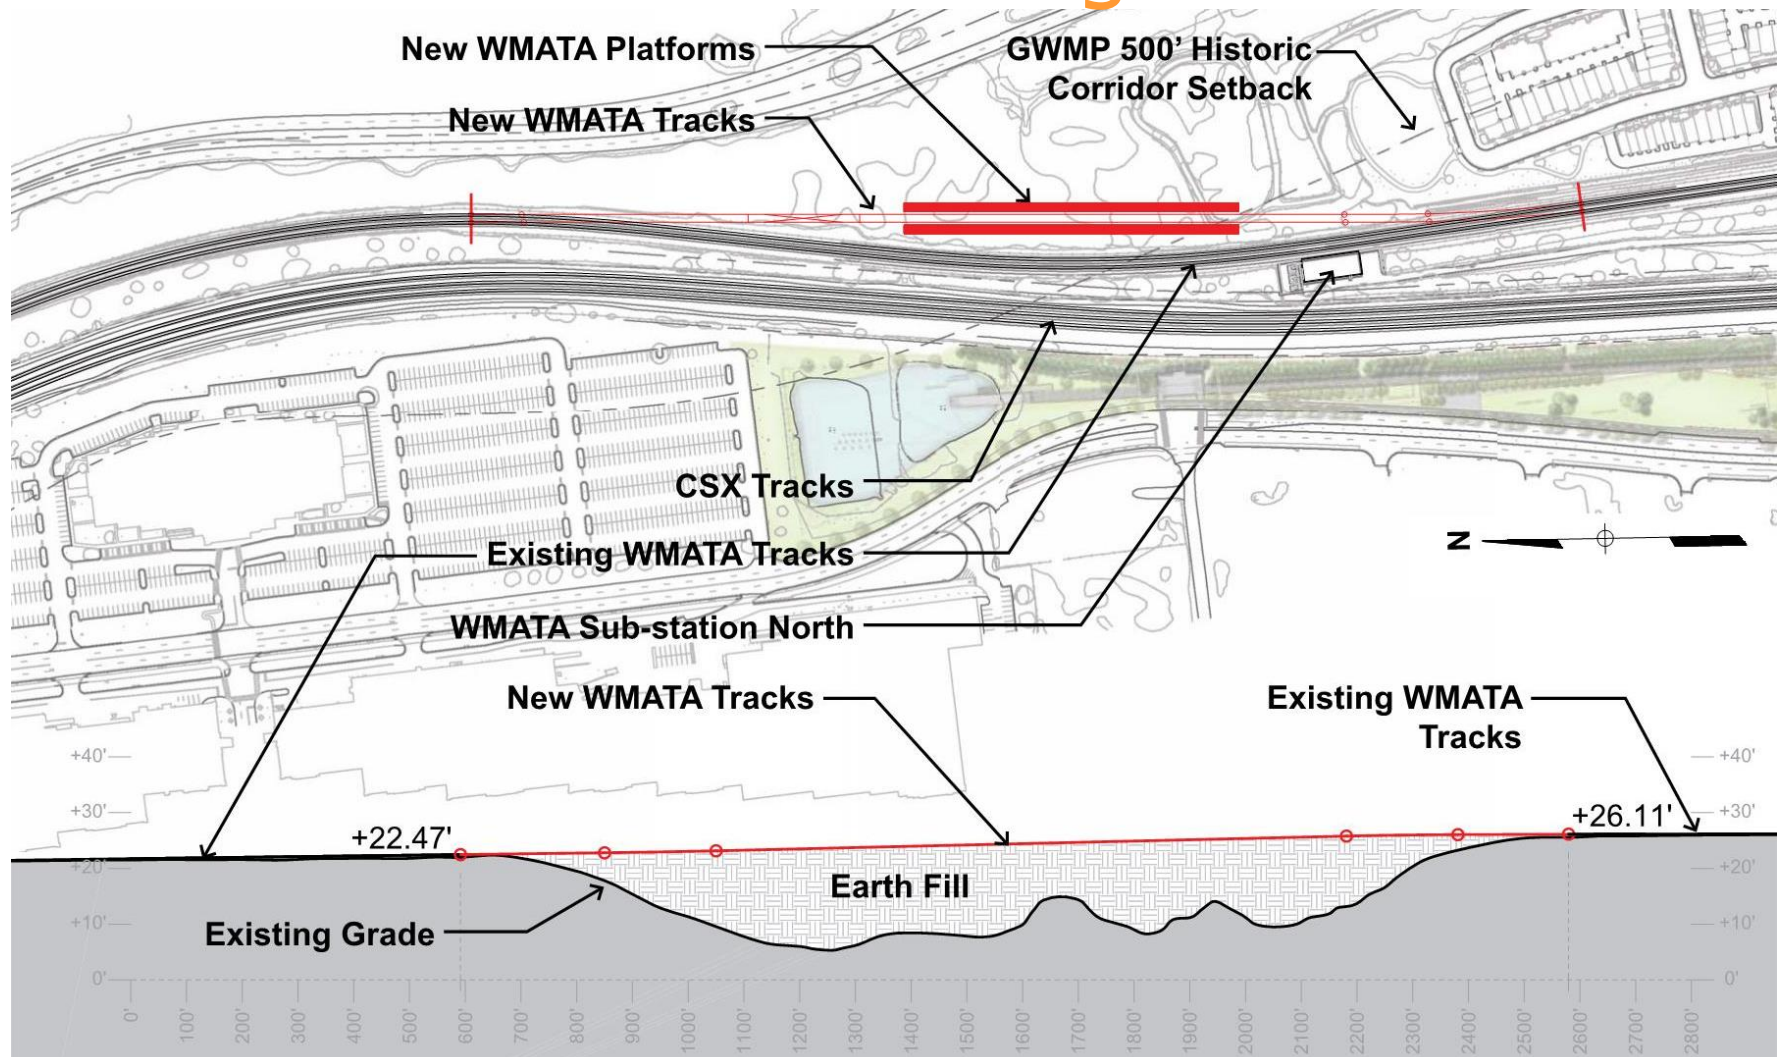 New WMATA Platforms
GWMP 500’ Historic
Corridor Setback
New WMATA Tracks
CSX Tracks
Existing WMATA Tracks
N
WMATA Sub-station North
New WMATA Tracks
Existing WMATA
Tracks
+40' +40'
+30' +30'
+22.47' +26.11'
+20' +20'
Earth Fill
Existing Grade
+10' +10'
0' 0'
0' 100' 200' 300' 400' 500' 600' 700' 800' 900' 1000' 1100' 1200' 1300' 1400' 1500' 1600' 1700' 1800' 1900' 2000' 2100' 2200' 2300' 2400' 2500' 2600' 2700' 2800'